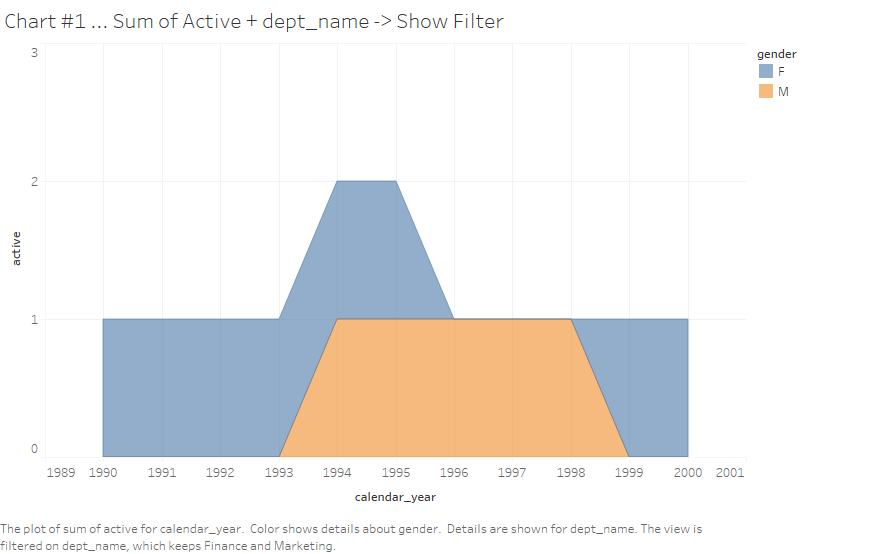 Chart #1 ... Sum of Active + dept_name -> Show Filter
gender
F
M
3
2
1
0
active
1989 1990 1991 1992 1993 1994 1995 1996 1997 1998 1999 2000 2001
calendar_year
The plot of sum of active for calendar_year.  Color shows details about gender.  Details are shown for dept_name. The view is
filtered on dept_name, which keeps Finance and Marketing.